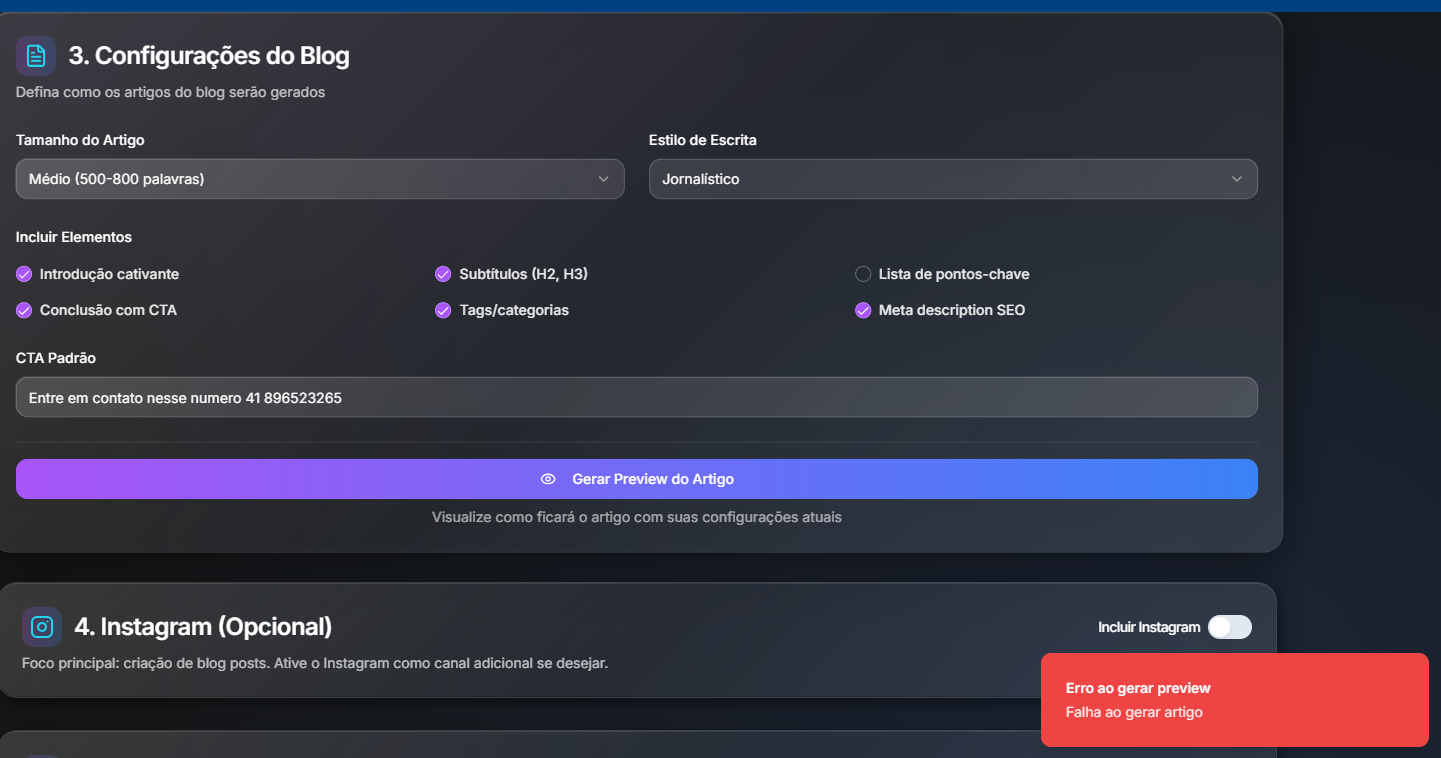 3. Configurações do Blog
Defina como os artigos do blog serão gerados
Tamanho do Artigo
Estilo de Escrita
Médio (500-800 palavras)
Jornalístico
Incluir Elementos
Introdução cativante
Subtítulos (H2, H3)
Lista de pontos-chave
Conclusão com CTA
Tags/categorias
Meta description SEO
CTA Padrão
Entre em contato nesse numero 41 896523265
Gerar Preview do Artigo
Visualize como ficará o artigo com suas configurações atuais
4. Instagram (Opcional)
Incluir Instagram
Foco principal: criação de blog posts. Ative o Instagram como canal adicional se desejar.
Erro ao gerar preview
Falha ao gerar artigo